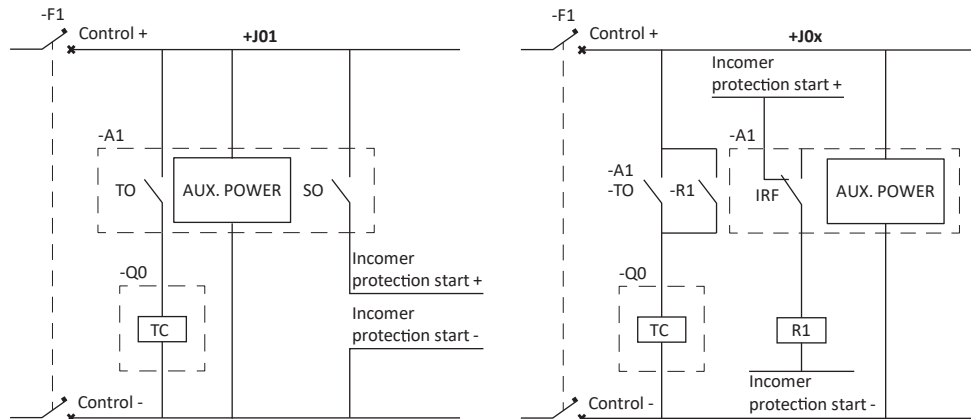 -F1
Control +
+J01
-A1
TO
AUX. POWER
SO
Incomer
protection start +
-Q0
Incomer
protection start -
TC
Control -
-F1
Control +
+J0x
Incomer
protection start +
-A1
-A1
-TO
-R1
IRF
AUX. POWER
-Q0
TC
R1
Incomer
protection start -
Control -